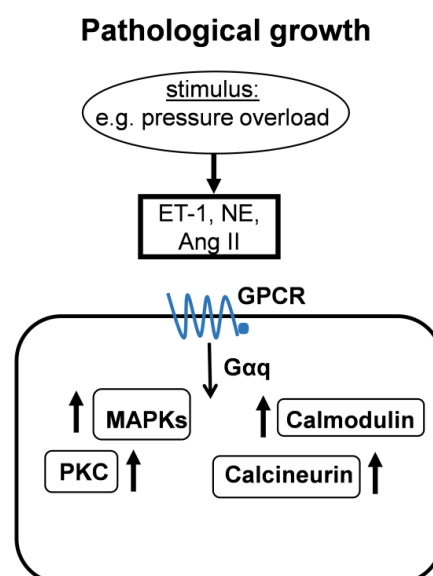 Pathological growth
stimulus:
e.g. pressure overload
ET-1, NE,
Ang II
GPCR
Gαq
MAPKs
Calmodulin
PKC
Calcineurin